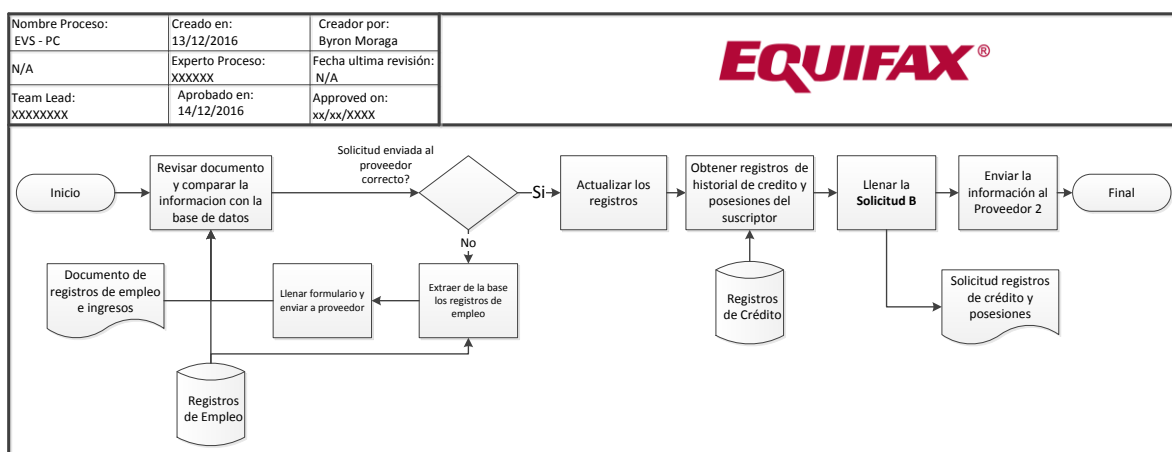 Nombre Proceso:
EVS - PC
Creado en:
13/12/2016
Creador por:
Byron Moraga
N/A
Experto Proceso:
XXXXXX
Fecha ultima revisión:
N/A
Team Lead:
XXXXXXXX
Aprobado en:
14/12/2016
Approved on:
xx/xx/XXXX
EQUIFAX®
Inicio
Revisar documento
y comparar la
informacion con la
base de datos
Solicitud enviada al
proveedor
correcto?
Si
Actualizar los
registros
Obtener registros de
historial de credito y
posesiones del
suscriptor
Llenar la
Solicitud B
Enviar la
información al
Proveedor 2
Final
No
Documento de
registros de empleo
e ingresos
Llenar formulario y
enviar a proveedor
Extraer de la base
los registros de
empleo
Registros
de Crédito
Solicitud registros
de crédito y
posesiones
Registros
de Empleo